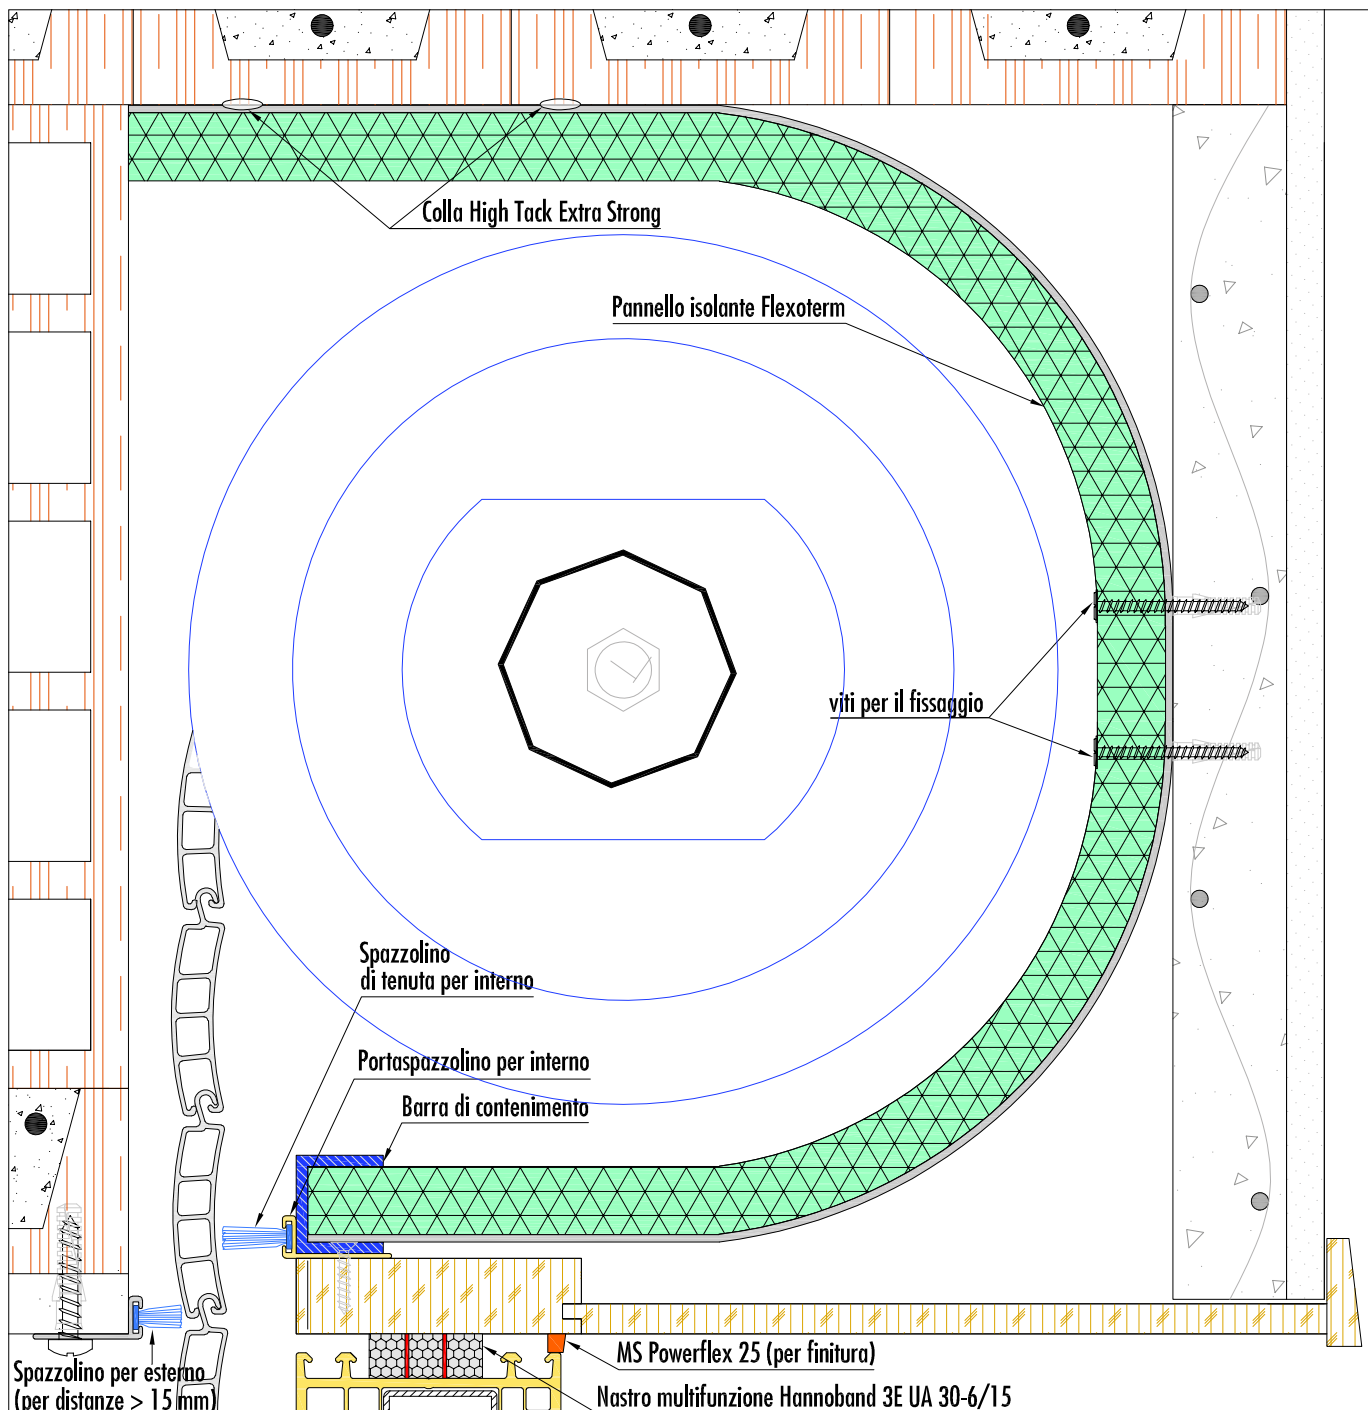 Colla High Tack Extra Strong
Pannello isolante Flexoterm
viti per il fissaggio
Spazzolino
di tenuta per interno
Portaspazzolino per interno
Barra di contenimento
MS Powerflex 25 (per finitura)
Spazzolino per esterno
(per distanze > 15 mm)
Nastro multifunzione Hannoband 3E UA 30-6/15